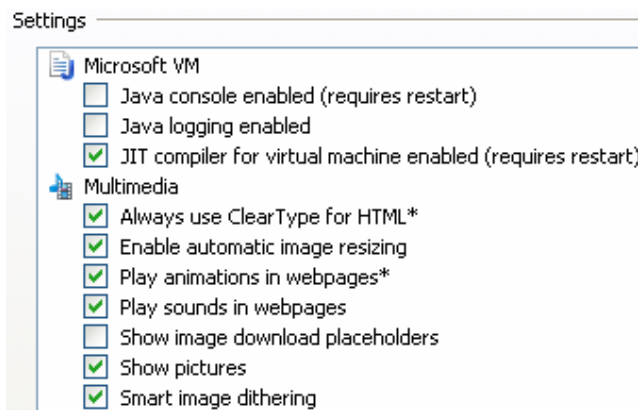 Settings
Microsoft VM
Java console enabled (requires restart)
Java logging enabled
JIT compiler for virtual machine enabled (requires restart)
Multimedia
Always use ClearType for HTML*
Enable automatic image resizing
Play animations in webpages*
Play sounds in webpages
Show image download placeholders
Show pictures
Smart image dithering